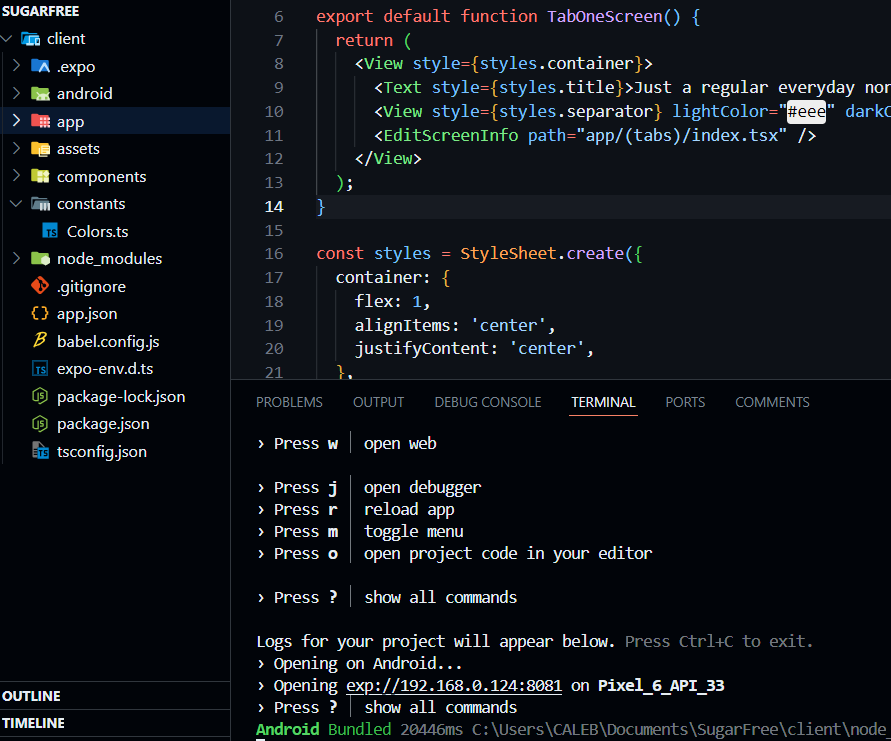 SUGARFREE
client
.expo
android
app
assets
components
constants
TS Colors.ts
node_modules
.gitignore
{} app.json
babel.config.js
TS expo-env.d.ts
package-lock.json
package.json
TS tsconfig.json
OUTLINE
TIMELINE
6 export default function TabOneScreen() {
7 return (
8 <View style={styles.container}>
9 <Text style={styles.title}>Just a regular everyday nor
10 <View style={styles.separator} lightColor="#eee" darkC
11 <EditScreenInfo path="app/(tabs)/index.tsx" />
12 </View>
13 );
14 }
15
16 const styles = StyleSheet.create({
17 container: {
18 flex: 1,
19 alignItems: 'center',
20 justifyContent: 'center',
21 },
PROBLEMS OUTPUT DEBUG CONSOLE TERMINAL PORTS COMMENTS
› Press w │ open web
› Press j │ open debugger
› Press r │ reload app
› Press m │ toggle menu
› Press o │ open project code in your editor
› Press ? │ show all commands
Logs for your project will appear below. Press Ctrl+C to exit.
› Opening on Android...
› Opening exp://192.168.0.124:8081 on Pixel_6_API_33
› Press ? │ show all commands
Android Bundled 20446ms C:\Users\CALEB\Documents\SugarFree\client\node_